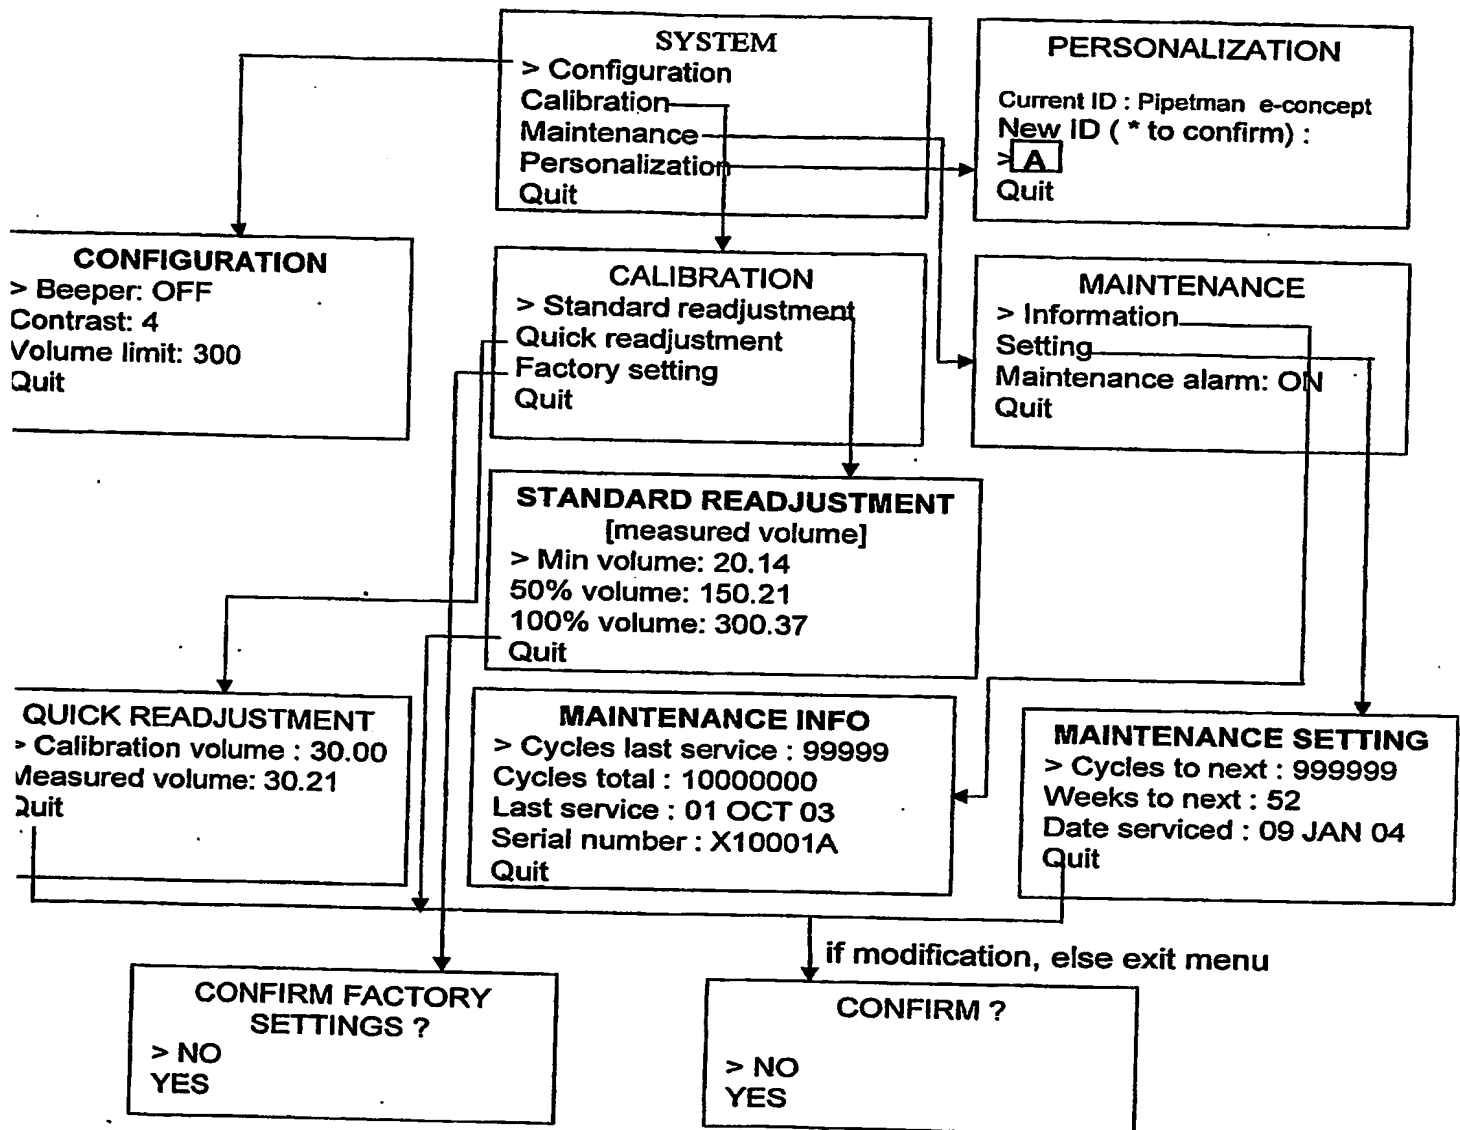 SYSTEM
> Configuration
Calibration
Maintenance
Personalization
Quit
PERSONALIZATION
Current ID : Pipetman e-concept
New ID ( * to confirm) :
> A
Quit
CONFIGURATION
> Beeper: OFF
Contrast: 4
Volume limit: 300
Quit
CALIBRATION
> Standard readjustment
Quick readjustment
Factory setting
Quit
MAINTENANCE
> Information
Setting
Maintenance alarm: ON
Quit
STANDARD READJUSTMENT
[measured volume]
> Min volume: 20.14
50% volume: 150.21
100% volume: 300.37
Quit
QUICK READJUSTMENT
> Calibration volume : 30.00
Measured volume: 30.21
Quit
MAINTENANCE INFO
> Cycles last service : 99999
Cycles total : 10000000
Last service : 01 OCT 03
Serial number : X10001A
Quit
MAINTENANCE SETTING
> Cycles to next : 999999
Weeks to next : 52
Date serviced : 09 JAN 04
Quit
if modification, else exit menu
CONFIRM FACTORY
SETTINGS ?
> NO
YES
CONFIRM ?
> NO
YES